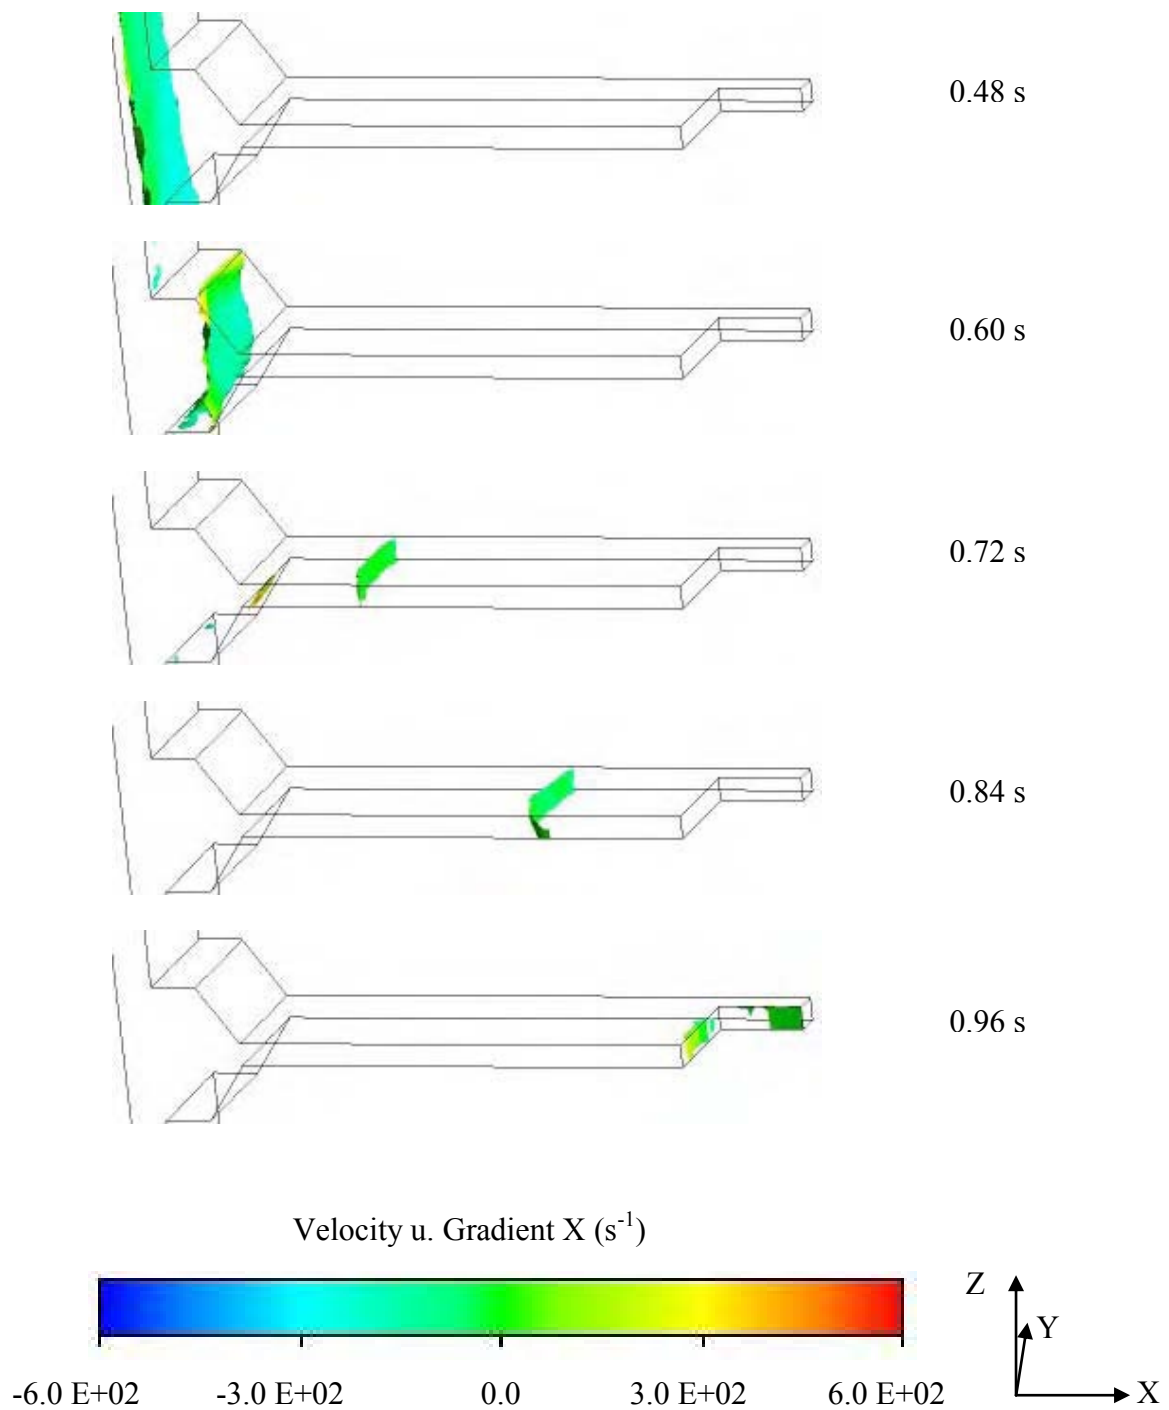 0.48 s
0.60 s
0.72 s
0.84 s
0.96 s
Velocity u. Gradient X (s⁻¹)
Z
Y
X
-6.0 E+02 -3.0 E+02 0.0 3.0 E+02 6.0 E+02